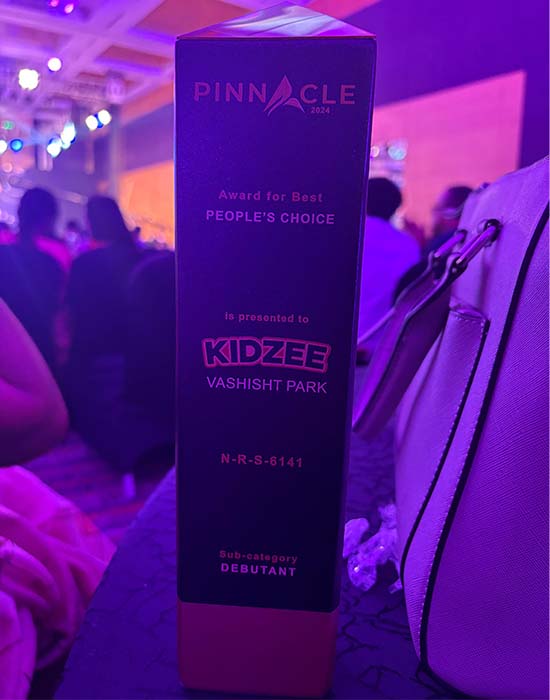 PINNACLE
2024
Award for Best
PEOPLE'S CHOICE
is presented to
KIDZEE
VASHISHT PARK
N-R-S-6141
Sub-category
DEBUTANT